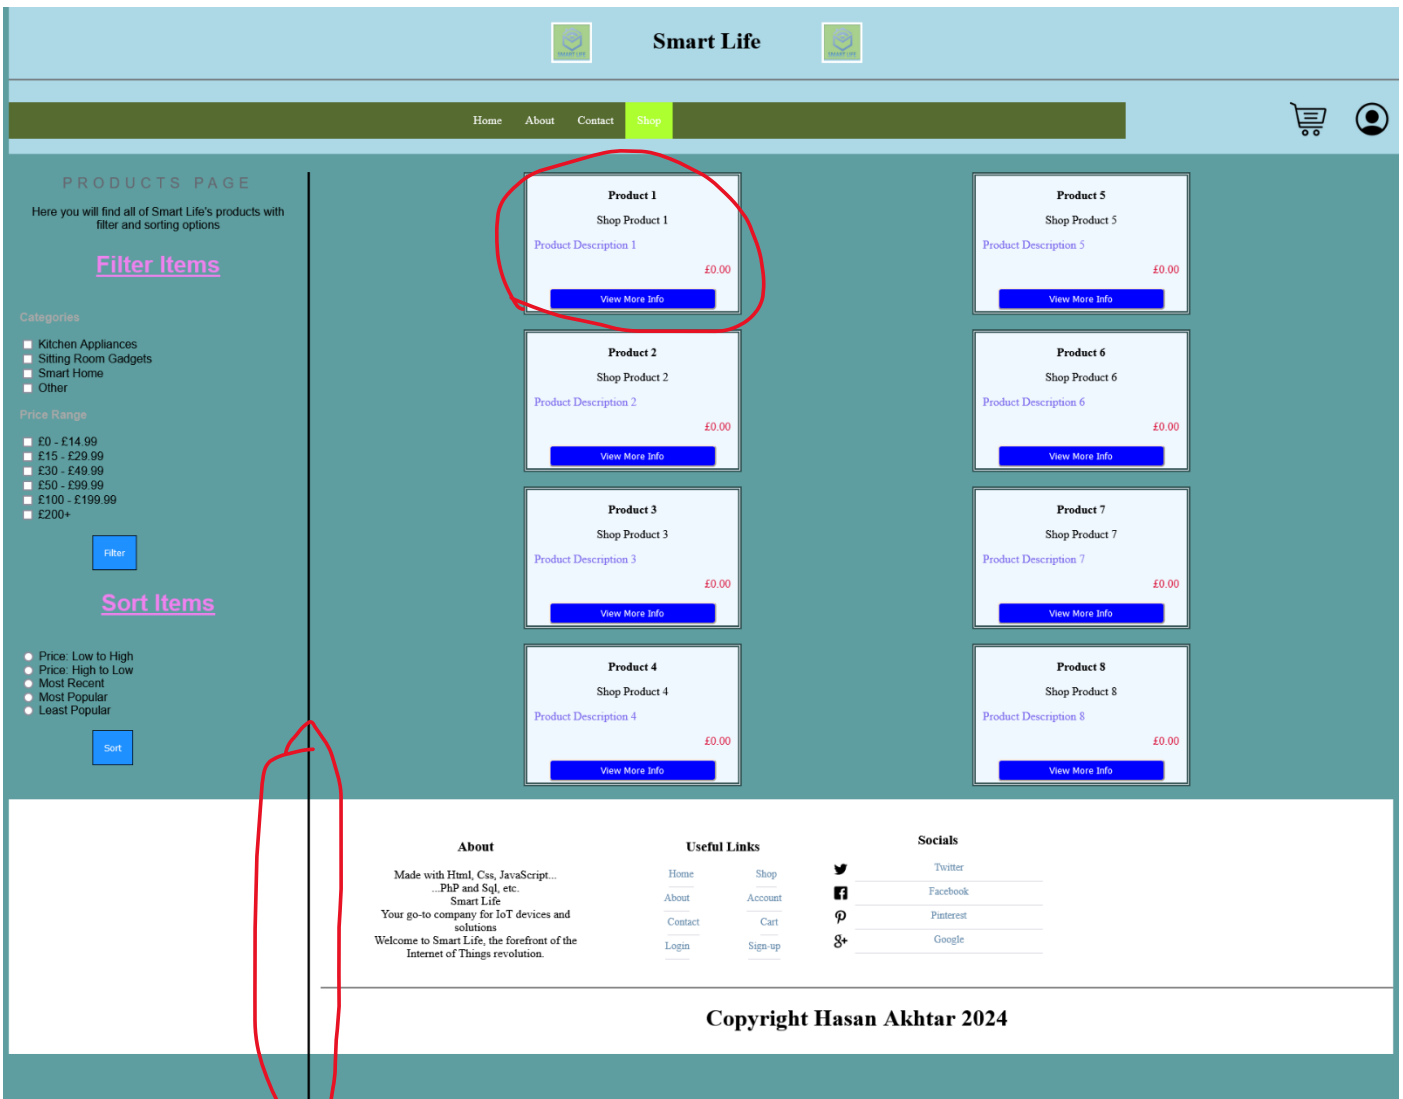 Smart Life
SMART LIFE
SMART LIFE
Home About Contact Shop
PRODUCTS PAGE
Here you will find all of Smart Life's products with
filter and sorting options
Filter Items
Categories
Kitchen Appliances
Sitting Room Gadgets
Smart Home
Other
Price Range
£0 - £14.99
£15 - £29.99
£30 - £49.99
£50 - £99.99
£100 - £199.99
£200+
Filter
Sort Items
Price: Low to High
Price: High to Low
Most Recent
Most Popular
Least Popular
Sort
Product 1
Shop Product 1
Product Description 1
£0.00
View More Info
Product 2
Shop Product 2
Product Description 2
£0.00
View More Info
Product 3
Shop Product 3
Product Description 3
£0.00
View More Info
Product 4
Shop Product 4
Product Description 4
£0.00
View More Info
Product 5
Shop Product 5
Product Description 5
£0.00
View More Info
Product 6
Shop Product 6
Product Description 6
£0.00
View More Info
Product 7
Shop Product 7
Product Description 7
£0.00
View More Info
Product 8
Shop Product 8
Product Description 8
£0.00
View More Info
About
Made with Html, Css, JavaScript...
...PhP and Sql, etc.
Smart Life
Your go-to company for IoT devices and
solutions
Welcome to Smart Life, the forefront of the
Internet of Things revolution.
Useful Links
Home Shop
About Account
Contact Cart
Login Sign-up
Socials
Twitter
Facebook
Pinterest
Google
Copyright Hasan Akhtar 2024